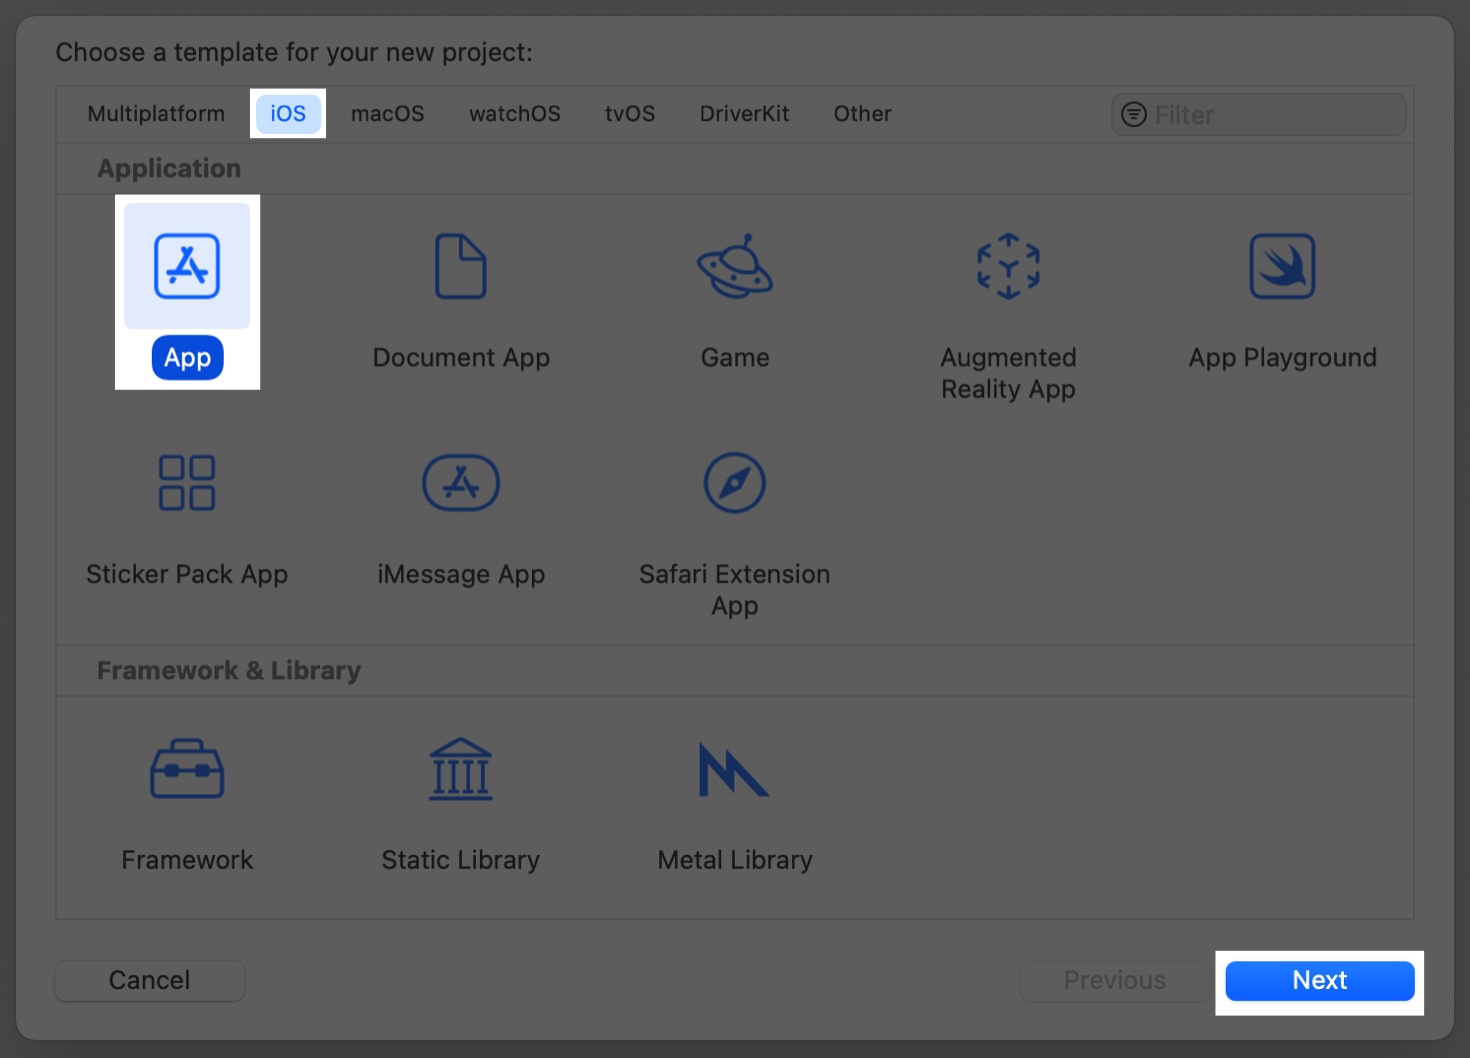 Choose a template for your new project:
Multiplatform iOS macOS watchOS tvOS DriverKit Other Filter
Application
App Document App Game Augmented Reality App App Playground
Sticker Pack App iMessage App Safari Extension App
Framework & Library
Framework Static Library Metal Library
Cancel Previous Next